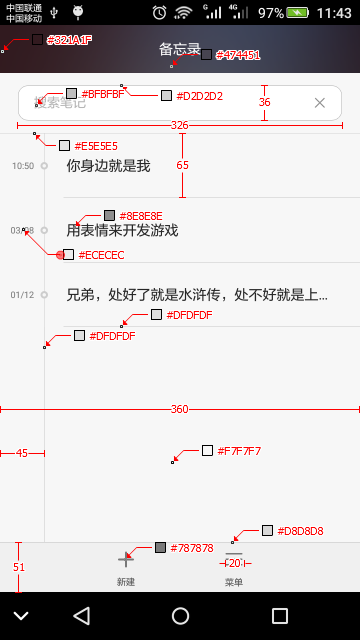 中国联通
中国移动
97% 11:43
#321A1F
备忘录
#474451
#BFBFBF
#D2D2D2
搜索笔记
36
326
#E5E5E5
65
10:50 你身边就是我
#8E8E8E
03/08 用表情来开发游戏
#ECECEC
01/12 兄弟，处好了就是水浒传，处不好就是上...
#DFDFDF
#DFDFDF
360
45
#F7F7F7
#D8D8D8
51
#787878
20
新建 菜单